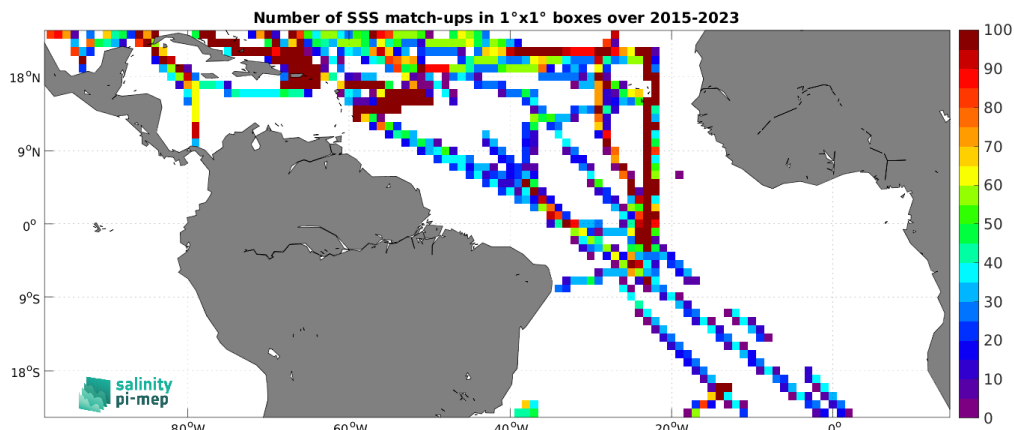 Number of SSS match-ups in 1°x1° boxes over 2015-2023
18°N
9°N
0°
9°S
18°S
80°W
60°W
40°W
20°W
0°
100
90
80
70
60
50
40
30
20
10
0
salinity
pi-mep